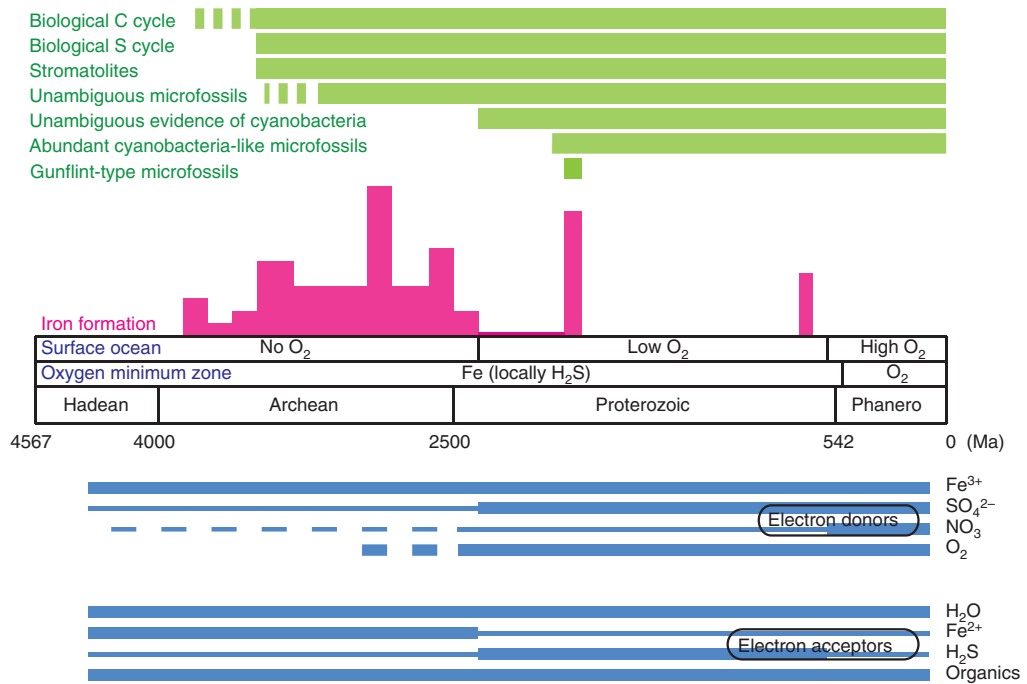 Biological C cycle
Biological S cycle
Stromatolites
Unambiguous microfossils
Unambiguous evidence of cyanobacteria
Abundant cyanobacteria-like microfossils
Gunflint-type microfossils
Iron formation
Surface ocean No O₂ Low O₂ High O₂
Oxygen minimum zone Fe (locally H₂S) O₂
Hadean Archean Proterozoic Phanero
4567 4000 2500 542 0 (Ma)
Fe³⁺
SO₄²⁻
Electron donors
NO₃
O₂
H₂O
Fe²⁺
Electron acceptors
H₂S
Organics